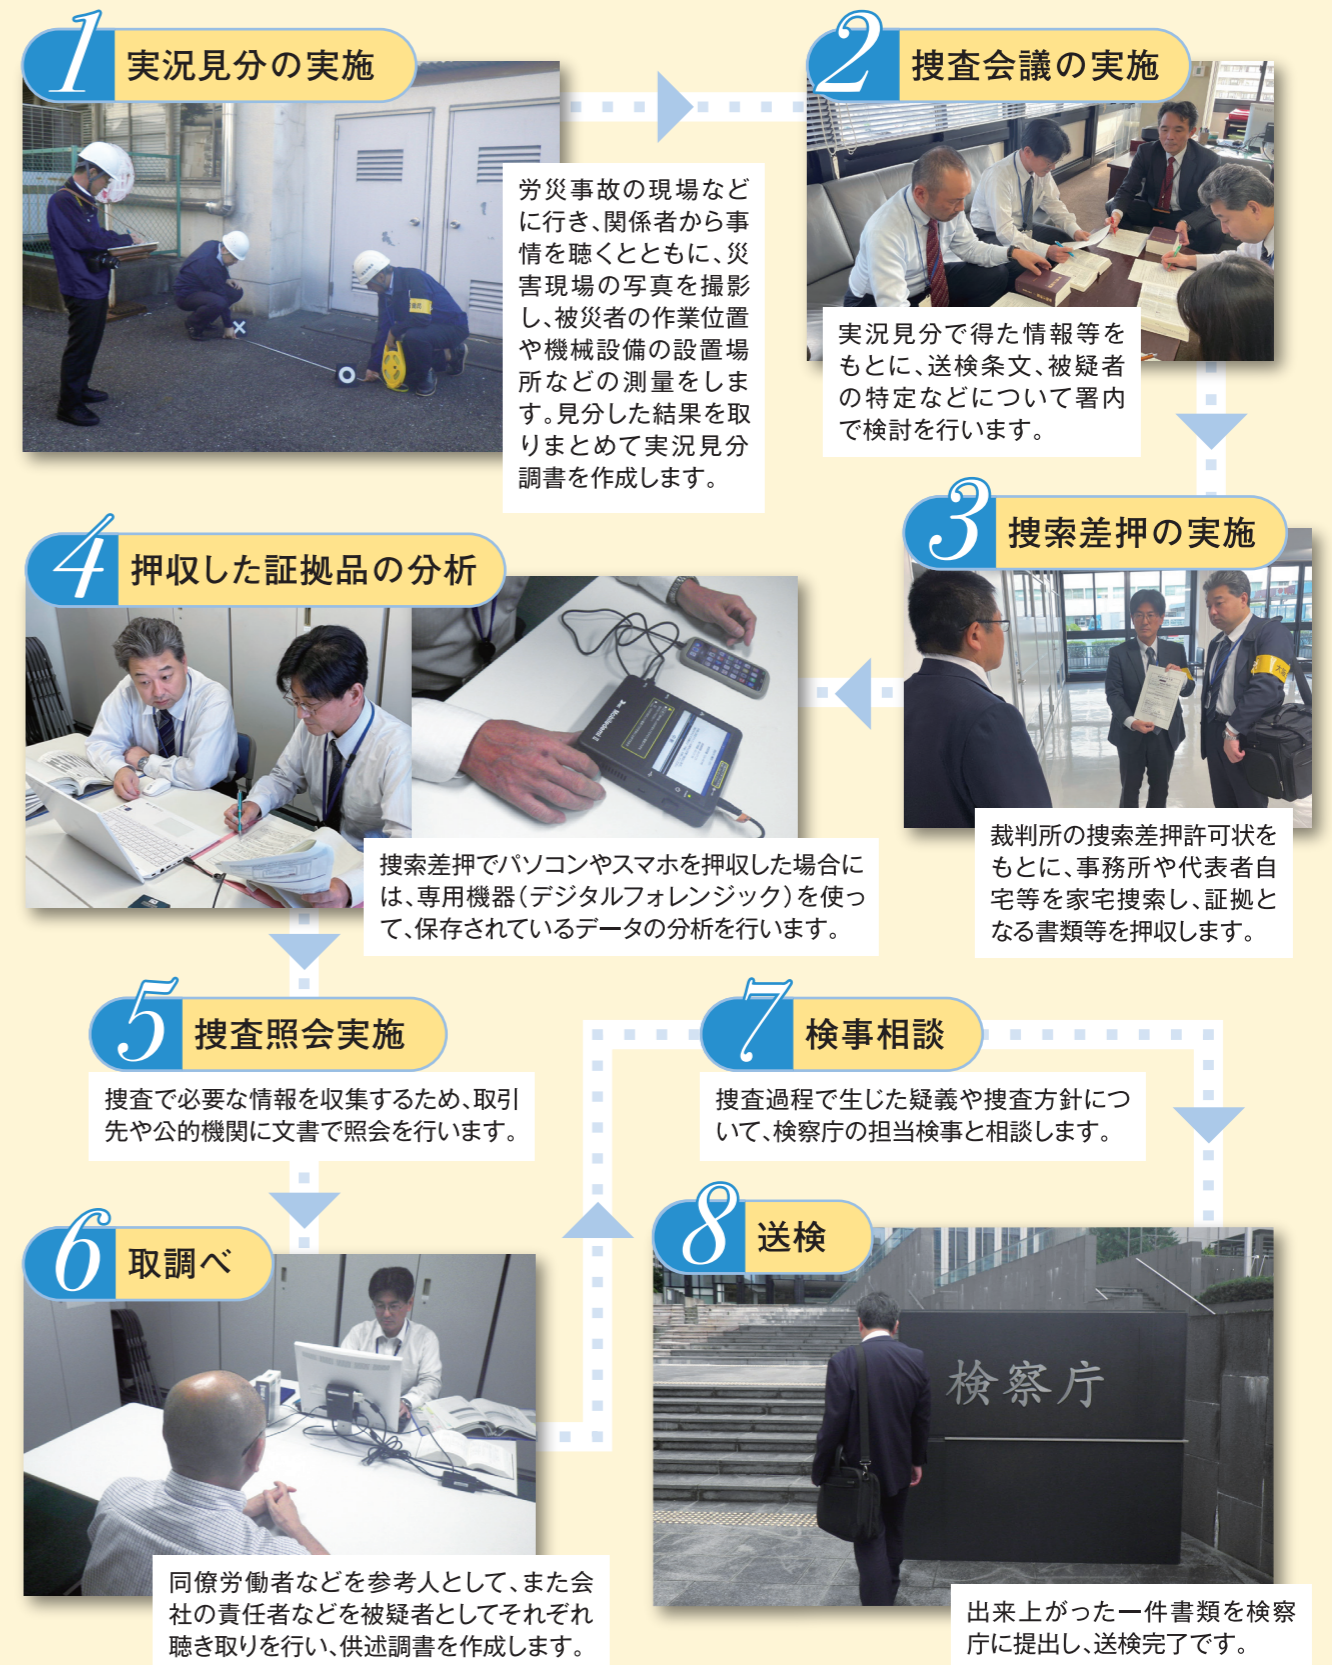 1 実況見分の実施
労災事故の現場など
に行き、関係者から事
情を聴くとともに、災
害現場の写真を撮影
し、被災者の作業位置
や機械設備の設置場
所などの測量をしま
す。見分した結果を取
りまとめて実況見分
調書を作成します。
2 捜査会議の実施
実況見分で得た情報等を
もとに、送検条文、被疑者
の特定などについて署内
で検討を行います。
3 捜索差押の実施
裁判所の捜索差押許可状を
もとに、事務所や代表者自
宅等を家宅捜索し、証拠と
なる書類等を押収します。
4 押収した証拠品の分析
捜索差押でパソコンやスマホを押収した場合に
は、専用機器（デジタルフォレンジック）を使っ
て、保存されているデータの分析を行います。
5 捜査照会実施
捜査で必要な情報を収集するため、取引
先や公的機関に文書で照会を行います。
6 取調べ
同僚労働者などを参考人として、また会
社の責任者などを被疑者としてそれぞれ
聴き取りを行い、供述調書を作成します。
7 検事相談
捜査過程で生じた疑義や捜査方針につ
いて、検察庁の担当検事と相談します。
8 送検
検察庁
出来上がった一件書類を検察
庁に提出し、送検完了です。